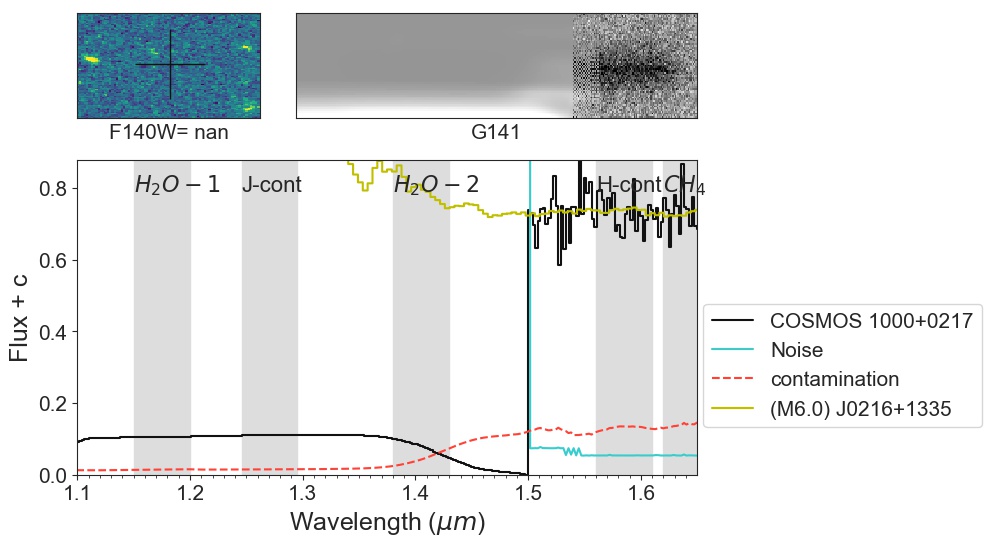 F140W= nan
G141
H₂O − 1
J-cont
H₂O − 2
H-cont
CH₄
0.8
0.6
0.4
0.2
0.0
Flux + c
1.1
1.2
1.3
1.4
1.5
1.6
Wavelength (μm)
COSMOS 1000+0217
Noise
contamination
(M6.0) J0216+1335